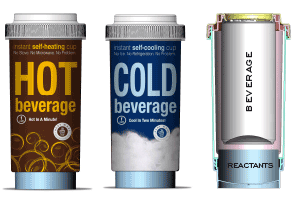 instant self-heating cup
HOT
beverage
Hot In A Minute!
instant self-cooling cup
COLD
beverage
Cool In Two Minutes!
BEVERAGE
REACTANTS